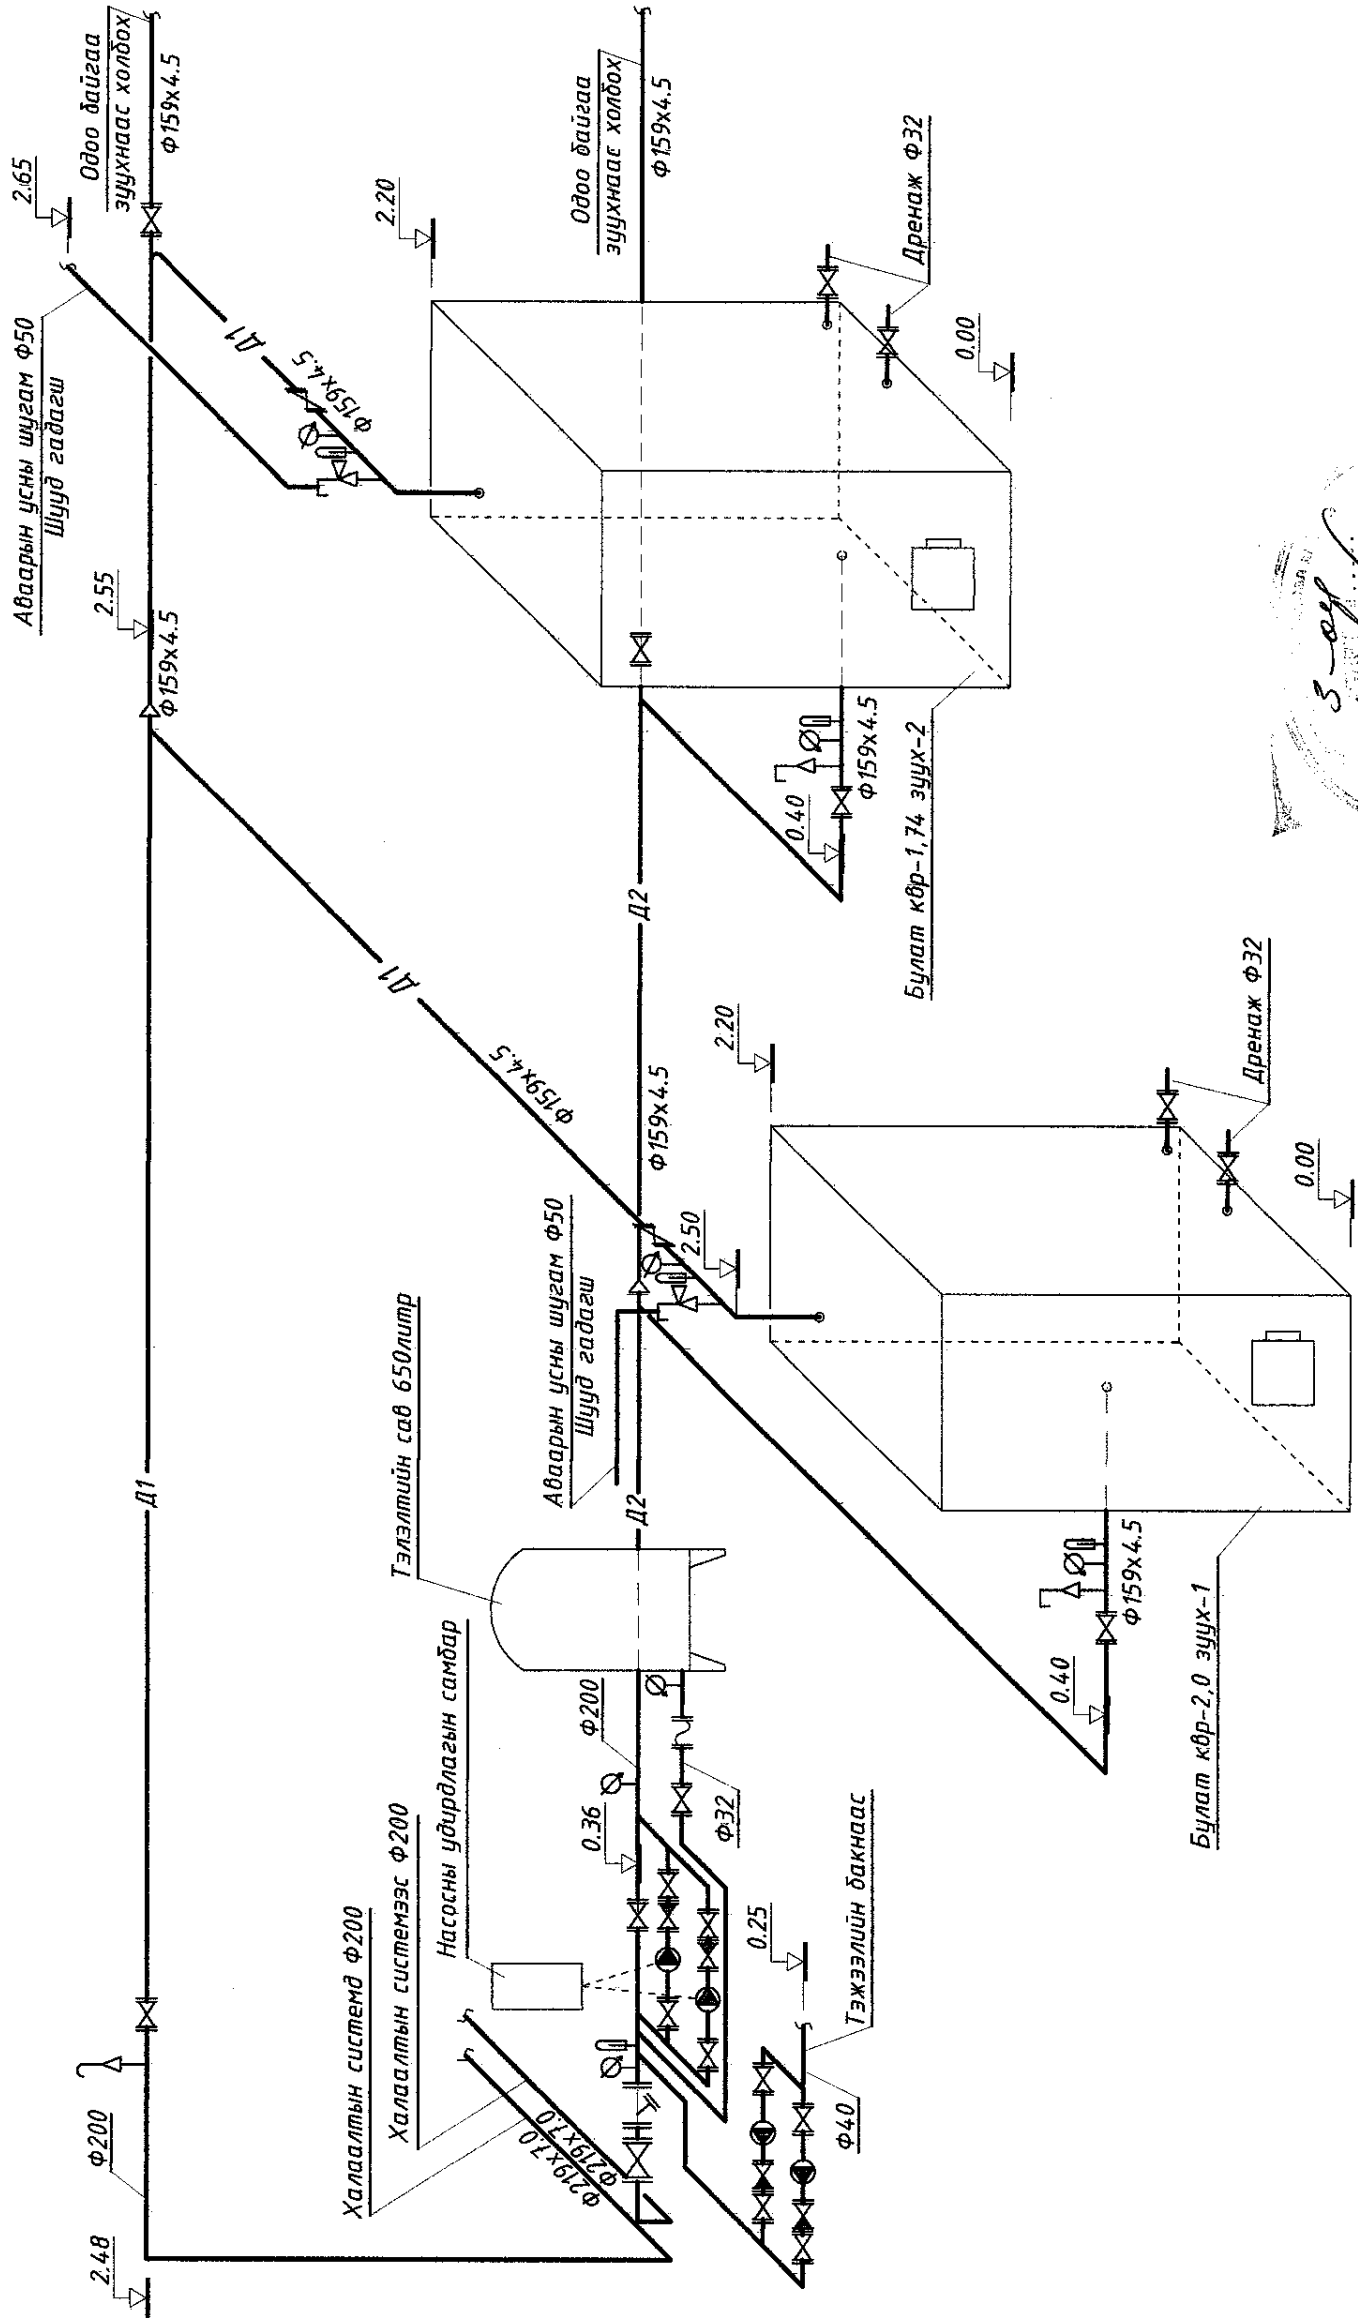 2.48
Ф200
Д1
2.55
Ф159х4.5
Аваарын усны шугам Ф50
Шууд гадагш
2.65
Одоо байгаа
зуухнаас холбох
Ф159х4.5
Д1
Ф159х4.5
2.20
Одоо байгаа
зуухнаас холбох
Ф159х4.5
Дренаж Ф32
0.00
Халаалтын системд Ф200
Халаалтын системээс Ф200
Ф219х7.0
Ф219х7.0
Насосны удирдлагын самбар
Тэлэлтийн сав 650литр
0.36
Ф200
Ф32
Д2
Аваарын усны шугам Ф50
Шууд гадагш
2.50
Ф159х4.5
Д1
Ф159х4.5
Д2
0.40
Ф159х4.5
Булат квр-1,74 зуух-2
0.25
Тэжээлийн бакнаас
Ф40
0.40
Ф159х4.5
2.20
Дренаж Ф32
0.00
Булат квр-2,0 зуух-1